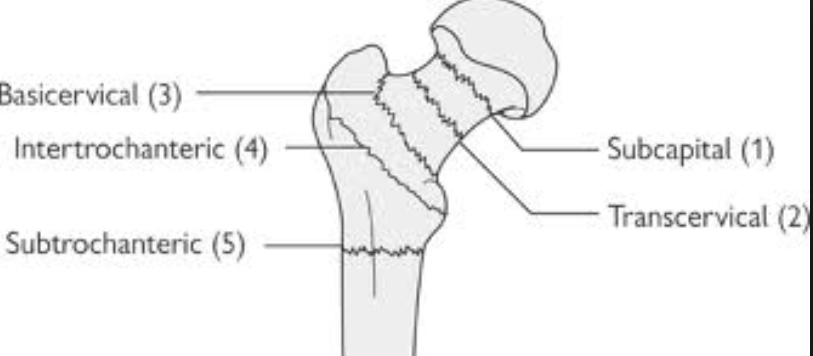 Basicervical (3)
Intertrochanteric (4)
Subtrochanteric (5)
Subcapital (1)
Transcervical (2)